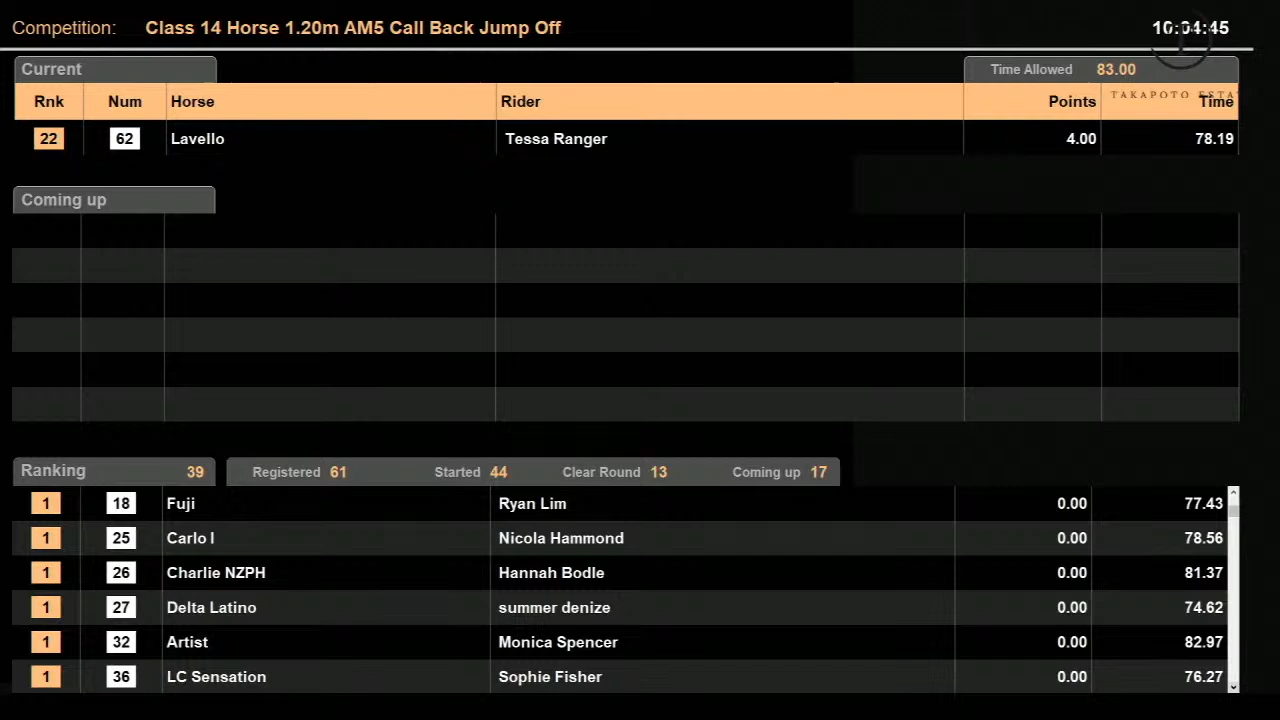 Competition: Class 14 Horse 1.20m AM5 Call Back Jump Off 10:04:45
Current Time Allowed 83.00
TAKAPOTO ESTA
Rnk Num Horse Rider Points Time
22 62 Lavello Tessa Ranger 4.00 78.19
Coming up
Ranking 39 Registered 61 Started 44 Clear Round 13 Coming up 17
1 18 Fuji Ryan Lim 0.00 77.43
1 25 Carlo I Nicola Hammond 0.00 78.56
1 26 Charlie NZPH Hannah Bodle 0.00 81.37
1 27 Delta Latino summer denize 0.00 74.62
1 32 Artist Monica Spencer 0.00 82.97
1 36 LC Sensation Sophie Fisher 0.00 76.27